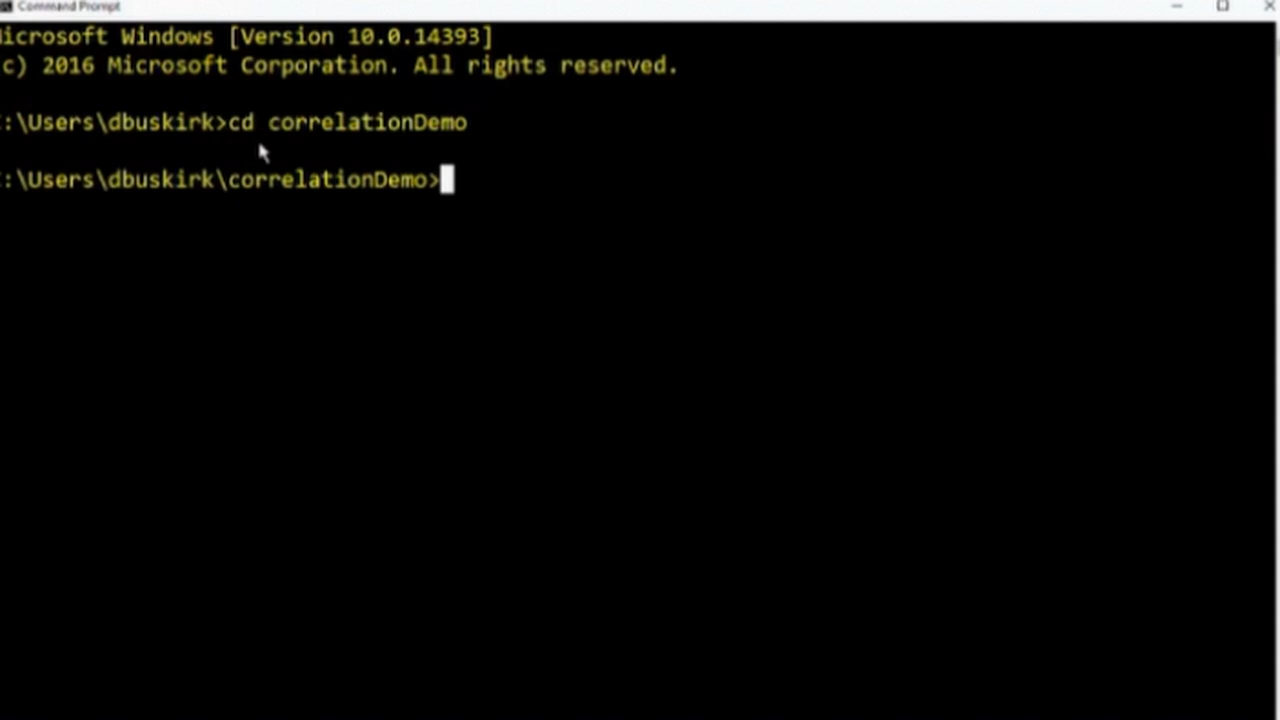 Command Prompt
icrosoft Windows [Version 10.0.14393]
c) 2016 Microsoft Corporation. All rights reserved.
:\Users\dbuskirk>cd correlationDemo
:\Users\dbuskirk\correlationDemo>